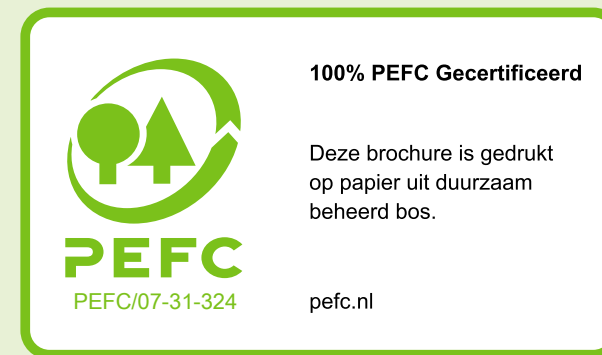 100% PEFC Gecertificeerd
Deze brochure is gedrukt
op papier uit duurzaam
beheerd bos.
PEFC
PEFC/07-31-324
pefc.nl